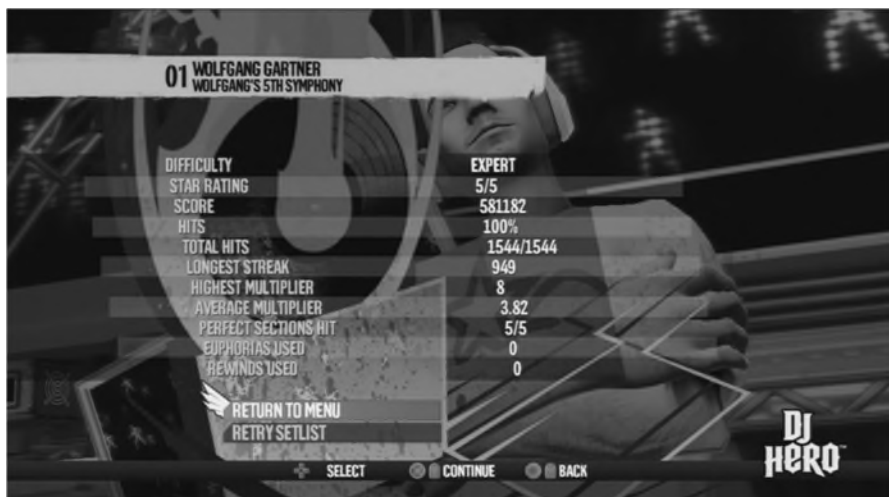 01 WOLFGANG GARTNER
WOLFGANG'S 5TH SYMPHONY
DIFFICULTY EXPERT
STAR RATING 5/5
SCORE 581182
HITS 100%
TOTAL HITS 1544/1544
LONGEST STREAK 949
HIGHEST MULTIPLIER 8
AVERAGE MULTIPLIER 3.82
PERFECT SECTIONS HIT 5/5
EUPHORIAS USED 0
REWINDS USED 0
RETURN TO MENU
RETRY SETLIST
SELECT CONTINUE BACK
DJ
HERO™